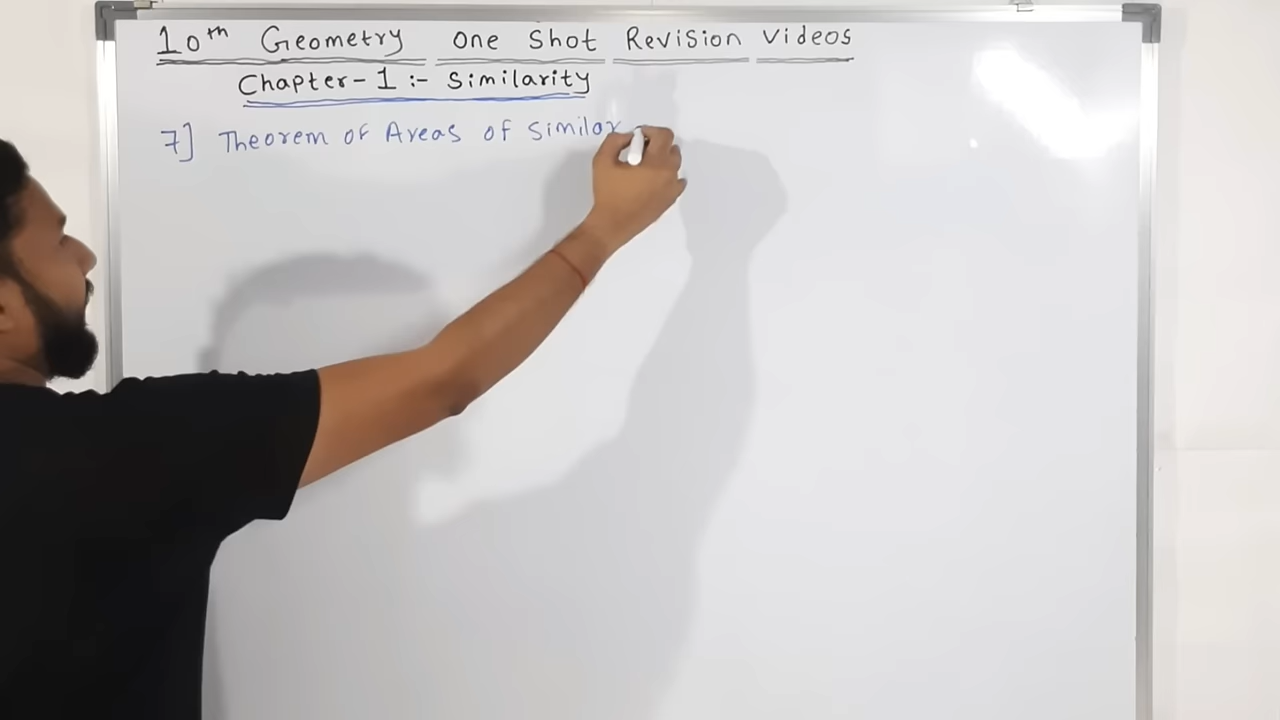 10th Geometry one shot Revision videos
Chapter-1 :- Similarity
7] Theorem of Areas of similar